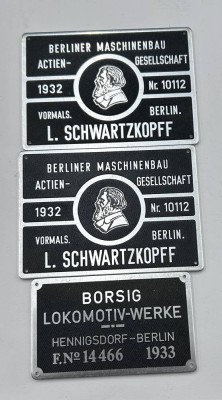 BERLINER MASCHINENBAU
ACTIEN- GESELLSCHAFT
1932 Nr. 10112
VORMALS. BERLIN.
L. SCHWARTZKOPFF
BERLINER MASCHINENBAU
ACTIEN- GESELLSCHAFT
1932 Nr. 10112
VORMALS. BERLIN.
L. SCHWARTZKOPFF
BORSIG
LOKOMOTIV-WERKE
HENNIGSDORF-BERLIN
F.No 14466 1933